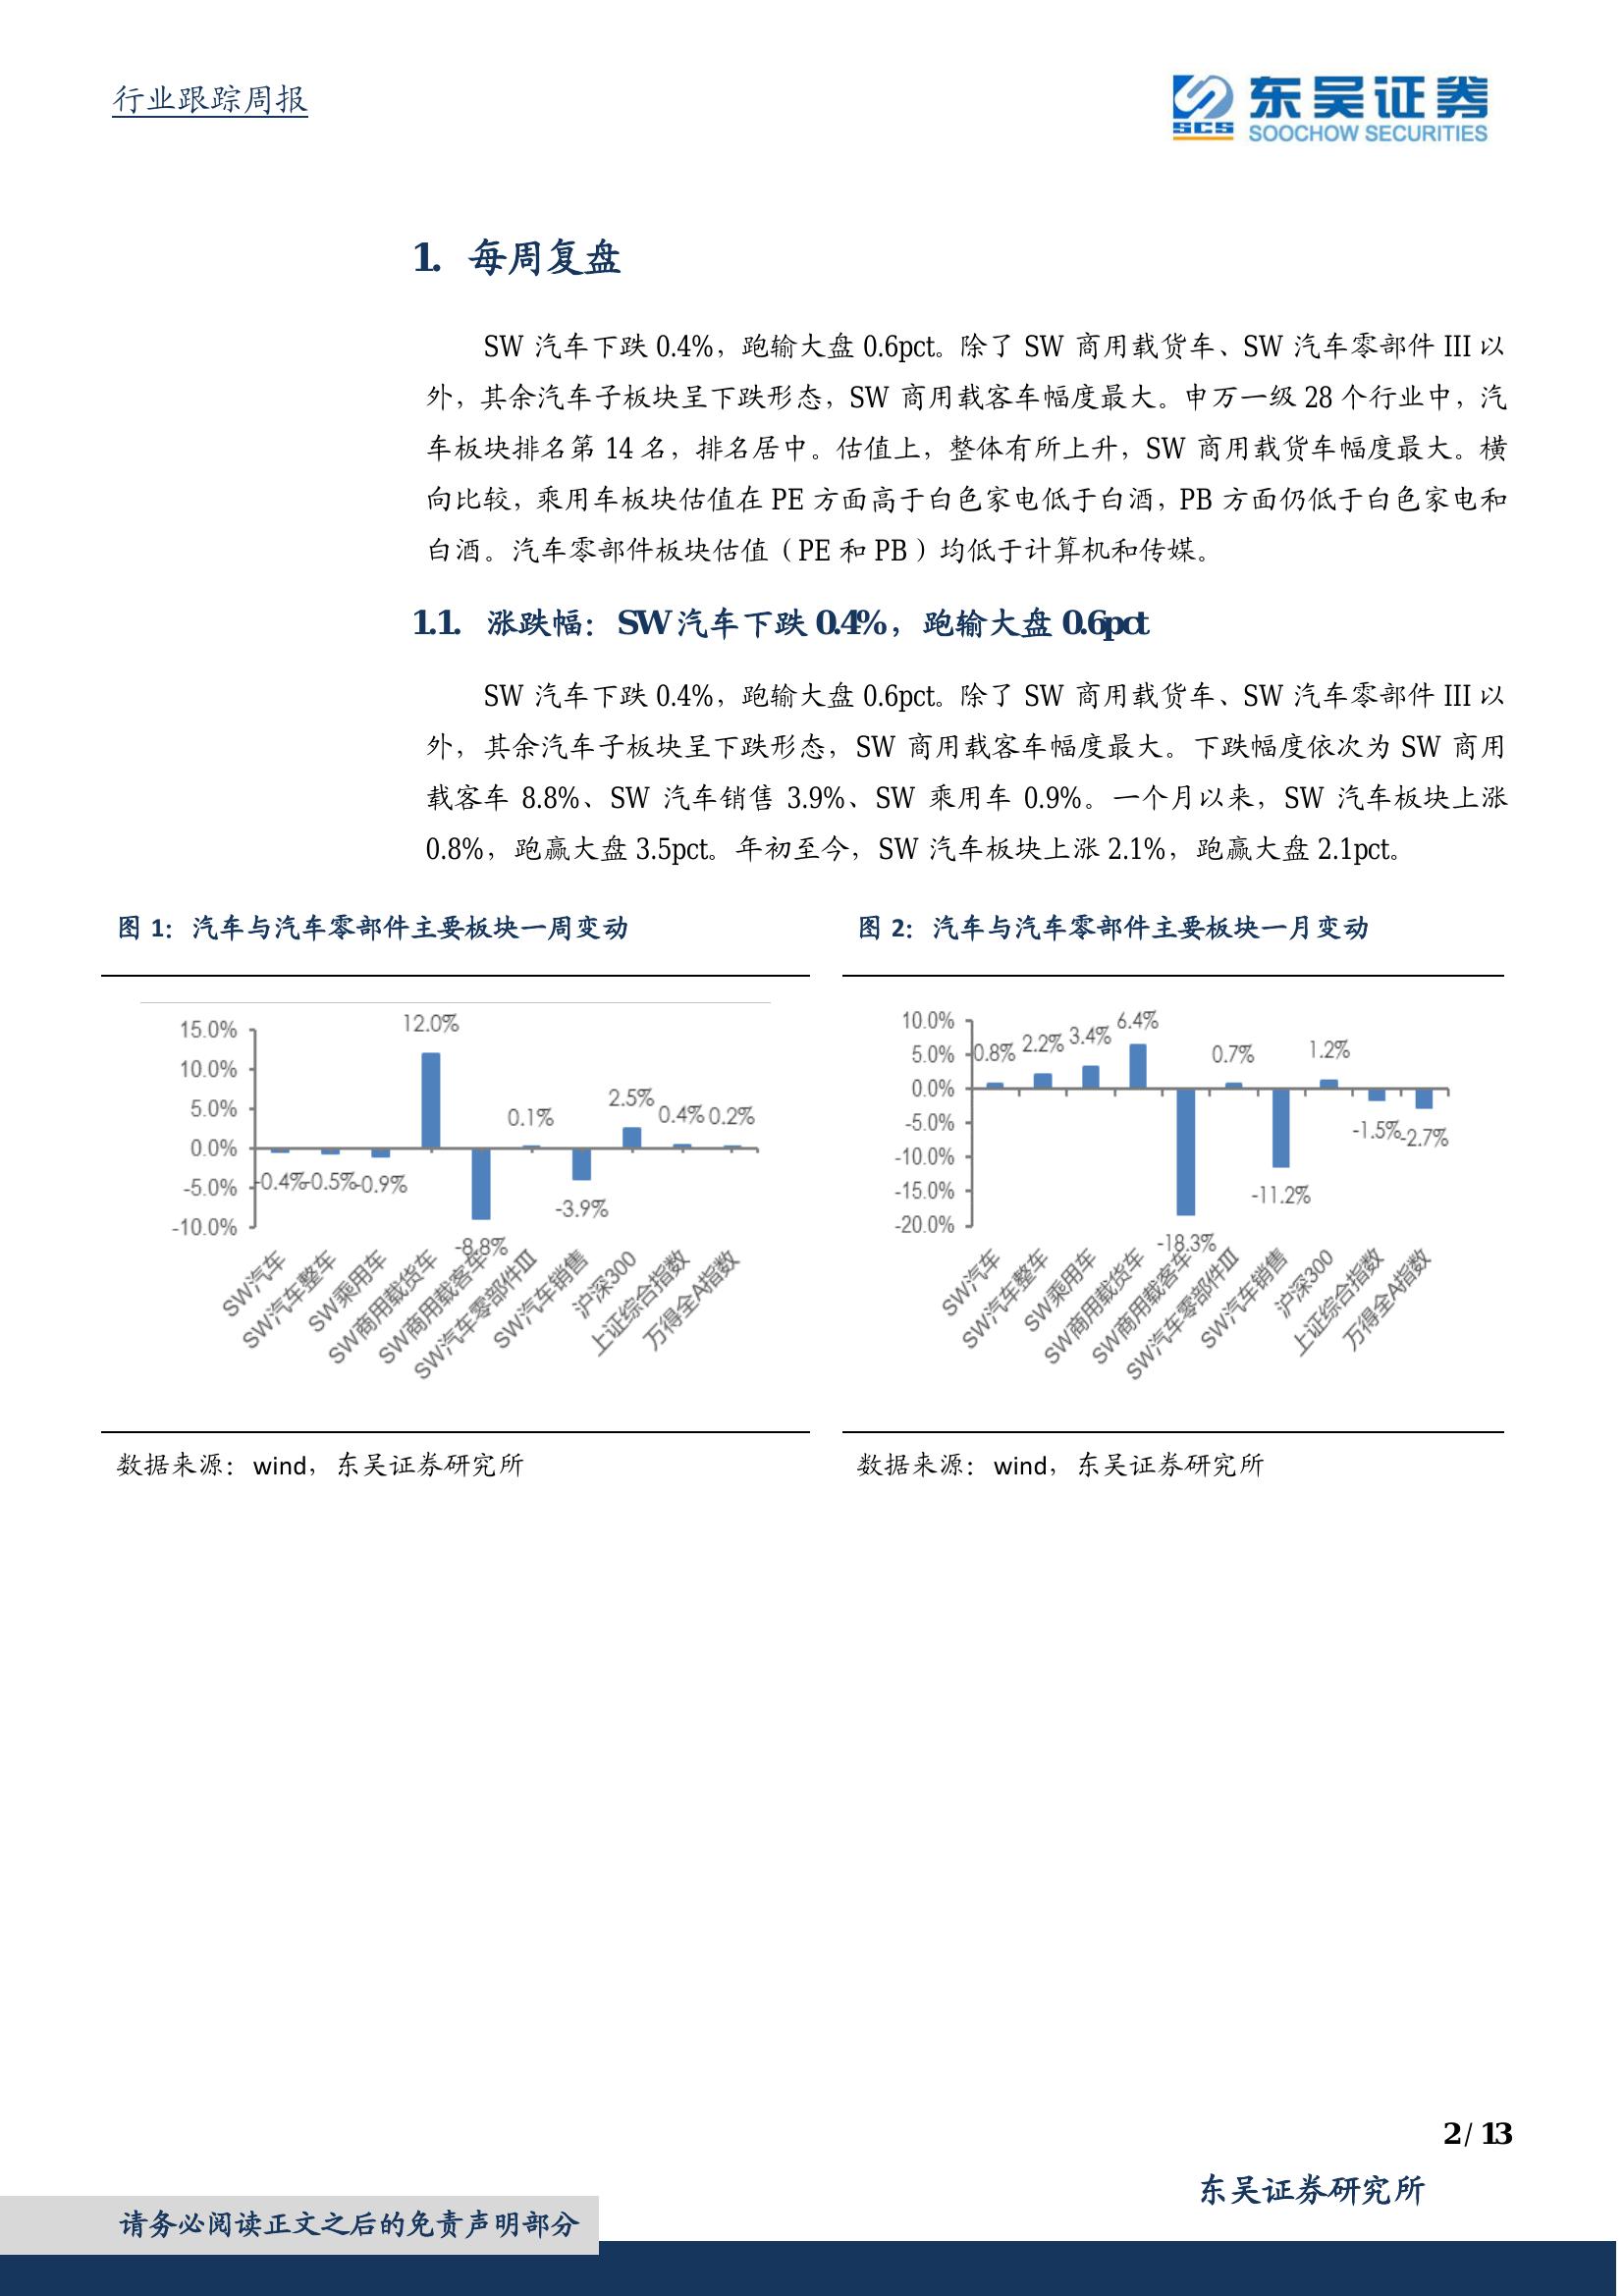 行业跟踪周报
东吴证券
SCS
SOOCHOW SECURITIES
1. 每周复盘
SW 汽车下跌 0.4%，跑输大盘 0.6pct。除了 SW 商用载货车、SW 汽车零部件 III 以
外，其余汽车子板块呈下跌形态，SW 商用载客车幅度最大。申万一级 28 个行业中，汽
车板块排名第 14 名，排名居中。估值上，整体有所上升，SW 商用载货车幅度最大。横
向比较，乘用车板块估值在 PE 方面高于白色家电低于白酒，PB 方面仍低于白色家电和
白酒。汽车零部件板块估值（PE 和 PB）均低于计算机和传媒。
1.1. 涨跌幅：SW 汽车下跌 0.4%，跑输大盘 0.6pct
SW 汽车下跌 0.4%，跑输大盘 0.6pct。除了 SW 商用载货车、SW 汽车零部件 III 以
外，其余汽车子板块呈下跌形态，SW 商用载客车幅度最大。下跌幅度依次为 SW 商用
载客车 8.8%、SW 汽车销售 3.9%、SW 乘用车 0.9%。一个月以来，SW 汽车板块上涨
0.8%，跑赢大盘 3.5pct。年初至今，SW 汽车板块上涨 2.1%，跑赢大盘 2.1pct。
图 1：汽车与汽车零部件主要板块一周变动
15.0%
10.0%
5.0%
0.0%
-5.0%
-10.0%
-0.4%
-0.5%
-0.9%
12.0%
-8.8%
0.1%
-3.9%
2.5%
0.4%
0.2%
SW汽车
SW汽车整车
SW乘用车
SW商用载货车
SW商用载客车
SW汽车零部件III
SW汽车销售
沪深300
上证综合指数
万得全A指数
数据来源：wind，东吴证券研究所
图 2：汽车与汽车零部件主要板块一月变动
10.0%
5.0%
0.0%
-5.0%
-10.0%
-15.0%
-20.0%
0.8%
2.2%
3.4%
6.4%
-18.3%
0.7%
-11.2%
1.2%
-1.5%
-2.7%
SW汽车
SW汽车整车
SW乘用车
SW商用载货车
SW商用载客车
SW汽车零部件III
SW汽车销售
沪深300
上证综合指数
万得全A指数
数据来源：wind，东吴证券研究所
2 / 13
东吴证券研究所
请务必阅读正文之后的免责声明部分